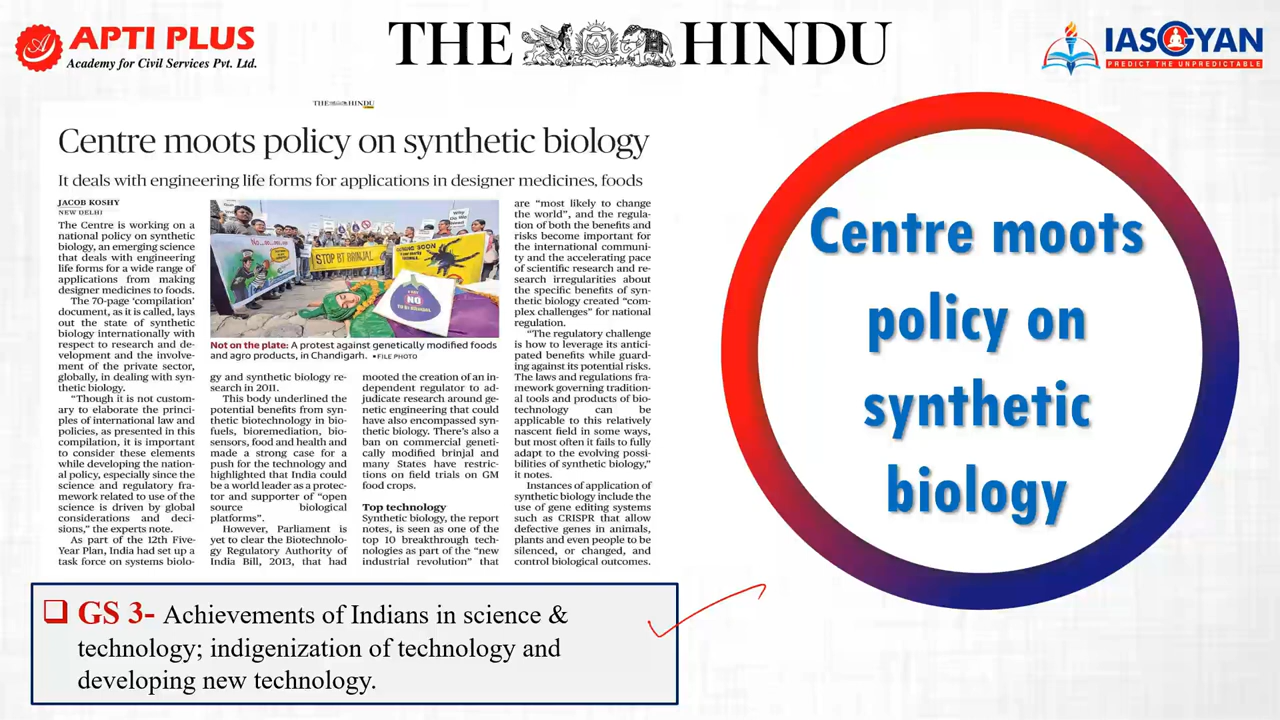 APTI PLUS
Academy for Civil Services Pvt. Ltd.
THE HINDU
IASGYAN
PREDICT THE UNPREDICTABLE
THE HINDU
Centre moots policy on synthetic biology
It deals with engineering life forms for applications in designer medicines, foods
JACOB KOSHY
NEW DELHI
The Centre is working on a
national policy on synthetic
biology, an emerging science
that deals with engineering
life forms for a wide range of
applications from making
designer medicines to foods.
The 70-page ‘compilation’
document, as it is called, lays
out the state of synthetic
biology internationally with
respect to research and de-
velopment and the involve-
ment of the private sector,
globally, in dealing with syn-
thetic biology.
“Though it is not custom-
ary to elaborate the princi-
ples of international law and
policies, as presented in this
compilation, it is important
to consider these elements
while developing the nation-
al policy, especially since the
science and regulatory fra-
mework related to use of the
science is driven by global
considerations and deci-
sions,” the experts note.
As part of the 12th Five-
Year Plan, India had set up a
task force on systems biolo-
STOP BT BRINJAL
COMING SOON
NO
Not on the plate: A protest against genetically modified foods
and agro products, in Chandigarh. • FILE PHOTO
gy and synthetic biology re-
search in 2011.
This body underlined the
potential benefits from syn-
thetic biotechnology in bio-
fuels, bioremediation, bio-
sensors, food and health and
made a strong case for a
push for the technology and
highlighted that India could
be a world leader as a protec-
tor and supporter of “open
source biological
platforms”.
However, Parliament is
yet to clear the Biotechnolo-
gy Regulatory Authority of
India Bill, 2013, that had
mooted the creation of an in-
dependent regulator to ad-
judicate research around ge-
netic engineering that could
have also encompassed syn-
thetic biology. There’s also a
ban on commercial geneti-
cally modified brinjal and
many States have restric-
tions on field trials on GM
food crops.
Top technology
Synthetic biology, the report
notes, is seen as one of the
top 10 breakthrough tech-
nologies as part of the “new
industrial revolution” that
are “most likely to change
the world”, and the regula-
tion of both the benefits and
risks become important for
the international communi-
ty and the accelerating pace
of scientific research and re-
search irregularities about
the specific benefits of syn-
thetic biology created “com-
plex challenges” for national
regulation.
“The regulatory challenge
is how to leverage its antici-
pated benefits while guard-
ing against its potential risks.
The laws and regulations fra-
mework governing tradition-
al tools and products of bio-
technology can be
applicable to this relatively
nascent field in some ways,
but most often it fails to fully
adapt to the evolving possi-
bilities of synthetic biology,”
it notes.
Instances of application of
synthetic biology include the
use of gene editing systems
such as CRISPR that allow
defective genes in animals,
plants and even people to be
silenced, or changed, and
control biological outcomes.
Centre moots
policy on
synthetic
biology
GS 3- Achievements of Indians in science &
technology; indigenization of technology and
developing new technology.